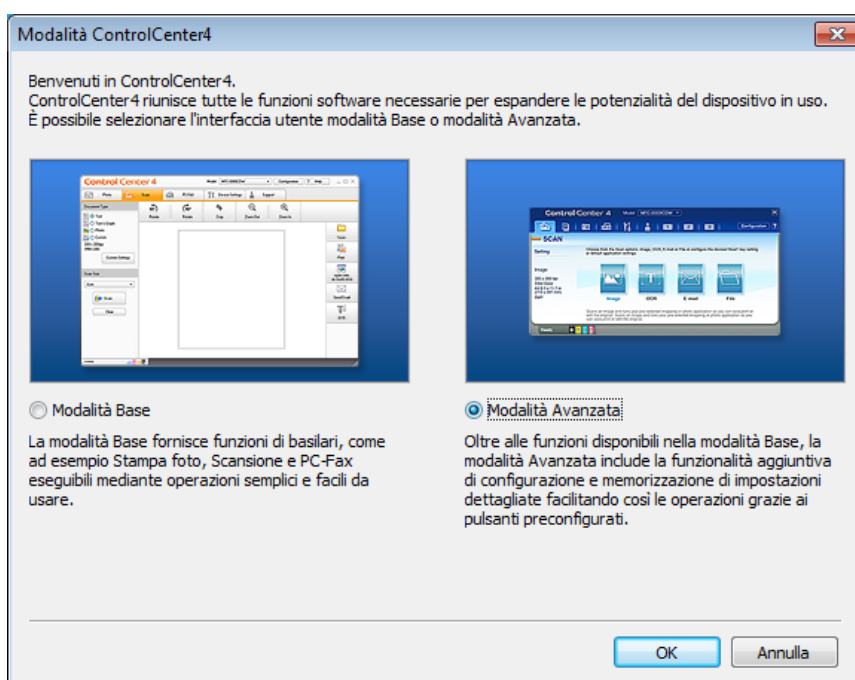 Modalità ControlCenter4
Benvenuti in ControlCenter4.
ControlCenter4 riunisce tutte le funzioni software necessarie per espandere le potenzialità del dispositivo in uso.
È possibile selezionare l'interfaccia utente modalità Base o modalità Avanzata.
Control Center 4
Control Center 4
SCAN
Setting
Image
Image OCR E-mail File
Modalità Base
La modalità Base fornisce funzioni di basilari, come
ad esempio Stampa foto, Scansione e PC-Fax
eseguibili mediante operazioni semplici e facili da
usare.
Modalità Avanzata
Oltre alle funzioni disponibili nella modalità Base, la
modalità Avanzata include la funzionalità aggiuntiva
di configurazione e memorizzazione di impostazioni
dettagliate facilitando così le operazioni grazie ai
pulsanti preconfigurati.
OK Annulla